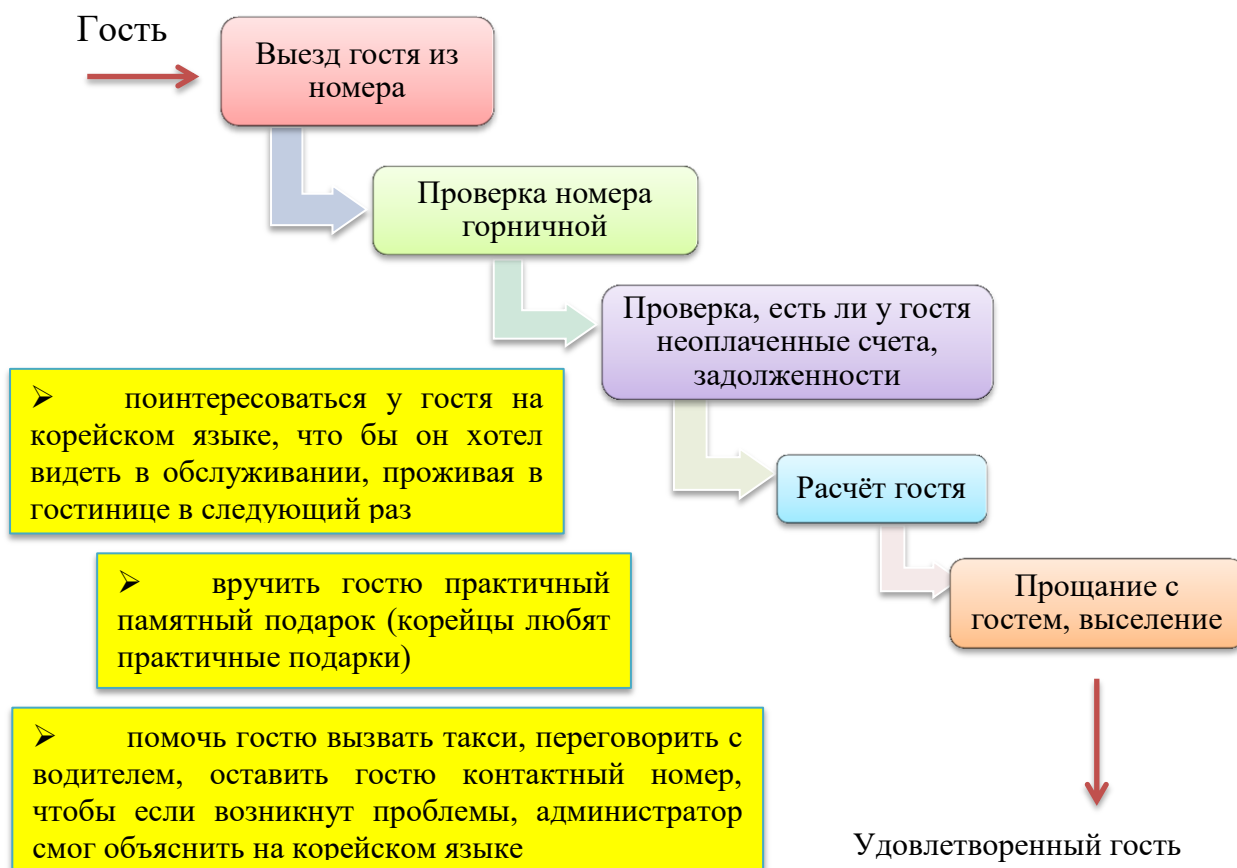 Гость
Выезд гостя из
номера
Проверка номера
горничной
Проверка, есть ли у гостя
неоплаченные счета,
задолженности
➢ поинтересоваться у гостя на
корейском языке, что бы он хотел
видеть в обслуживании, проживая в
гостинице в следующий раз
Расчёт гостя
➢ вручить гостю практичный
памятный подарок (корейцы любят
практичные подарки)
Прощание с
гостем, выселение
➢ помочь гостю вызвать такси, переговорить с
водителем, оставить гостю контактный номер,
чтобы если возникнут проблемы, администратор
смог объяснить на корейском языке
Удовлетворенный гость